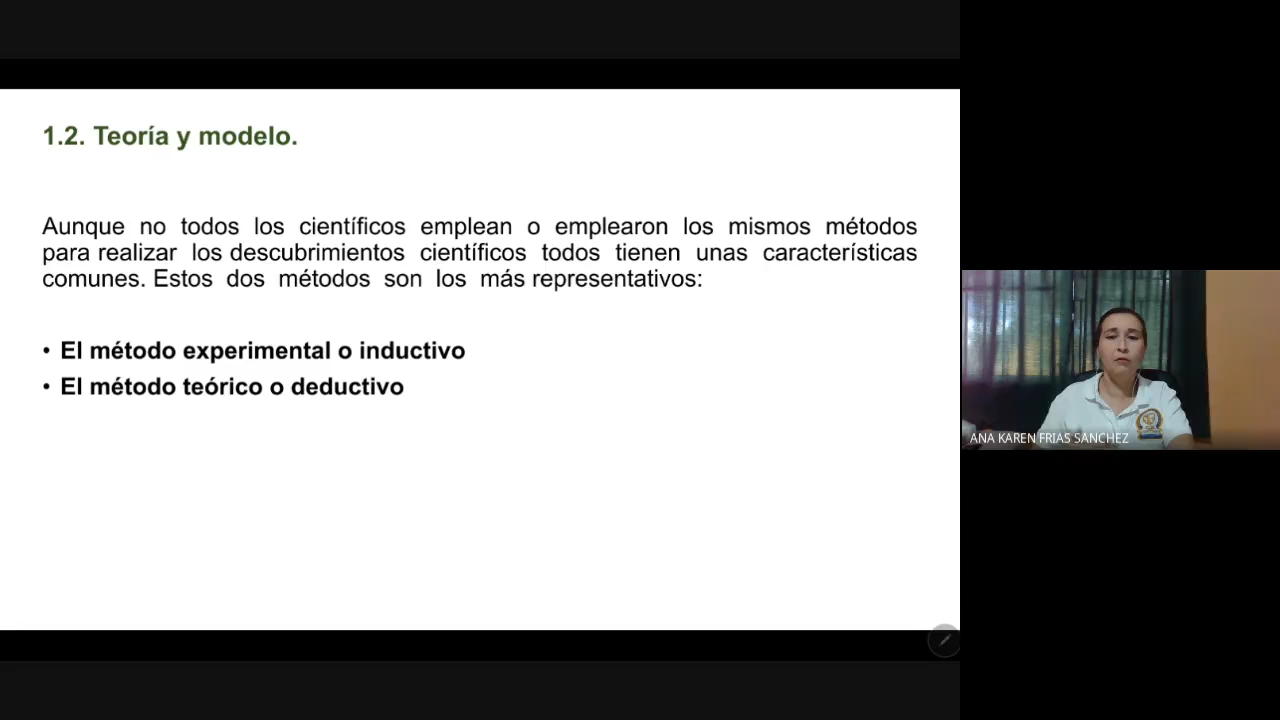 1.2. Teoría y modelo.
Aunque no todos los científicos emplean o emplearon los mismos métodos
para realizar los descubrimientos científicos todos tienen unas características
comunes. Estos dos métodos son los más representativos:
• El método experimental o inductivo
• El método teórico o deductivo
ANA KAREN FRIAS SANCHEZ